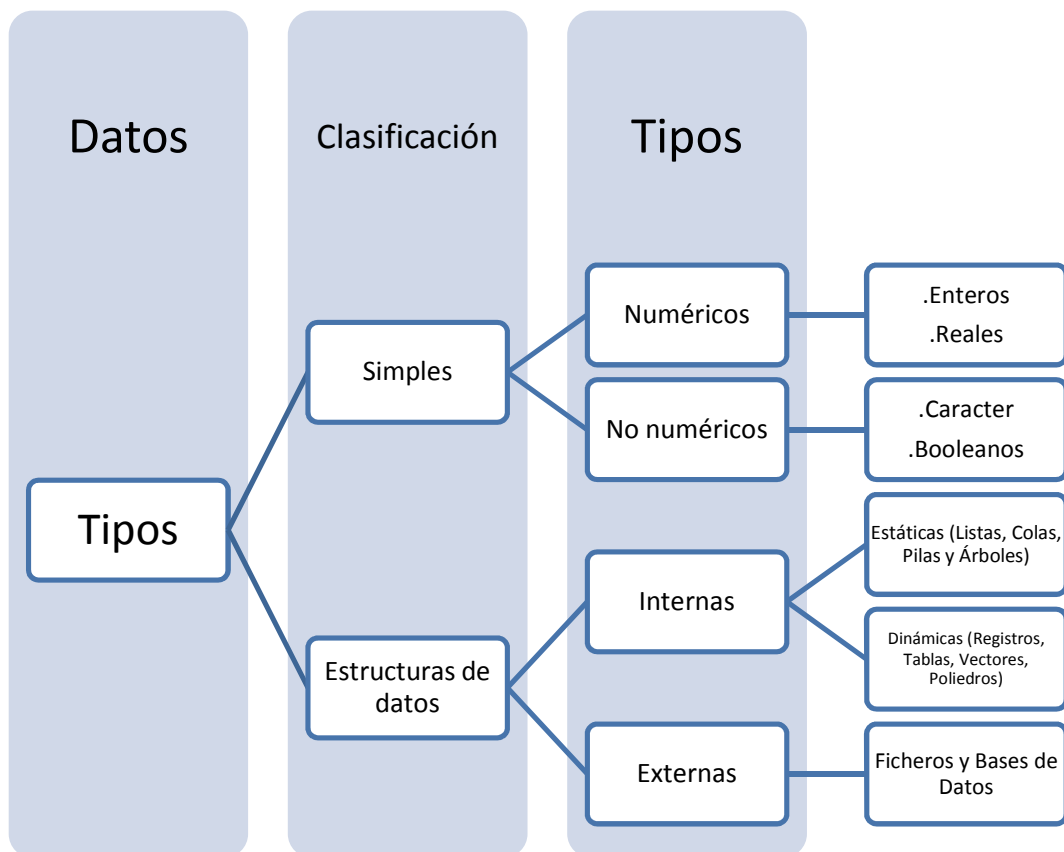 Datos
Clasificación
Tipos
Numéricos
.Enteros
.Reales
Simples
No numéricos
.Caracter
.Booleanos
Tipos
Estáticas (Listas, Colas,
Pilas y Árboles)
Internas
Dinámicas (Registros,
Tablas, Vectores,
Poliedros)
Estructuras de
datos
Externas
Ficheros y Bases de
Datos